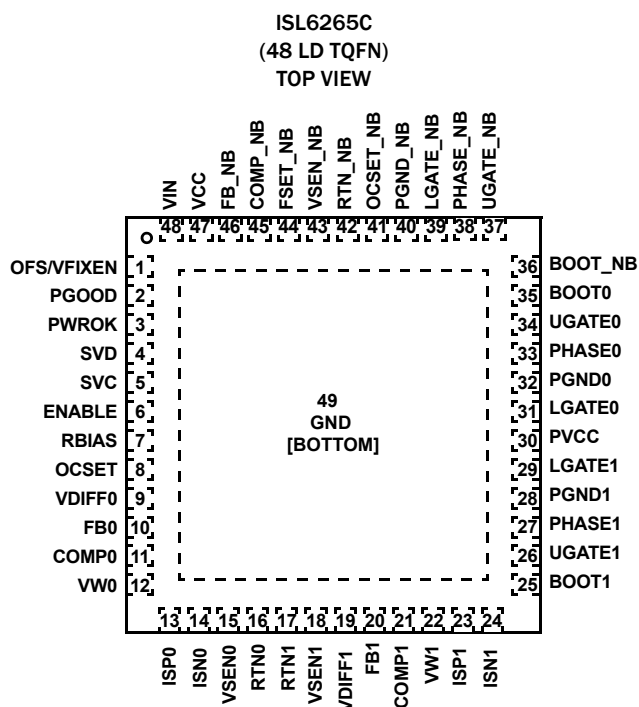 ISL6265C
(48 LD TQFN)
TOP VIEW
VIN
VCC
FB_NB
COMP_NB
FSET_NB
VSEN_NB
RTN_NB
OCSET_NB
PGND_NB
LGATE_NB
PHASE_NB
UGATE_NB
48 47 46 45 44 43 42 41 40 39 38 37
OFS/VFIXEN 1
PGOOD 2
PWROK 3
SVD 4
SVC 5
ENABLE 6
RBIAS 7
OCSET 8
VDIFF0 9
FB0 10
COMP0 11
VW0 12
49
GND
[BOTTOM]
36 BOOT_NB
35 BOOT0
34 UGATE0
33 PHASE0
32 PGND0
31 LGATE0
30 PVCC
29 LGATE1
28 PGND1
27 PHASE1
26 UGATE1
25 BOOT1
13 14 15 16 17 18 19 20 21 22 23 24
ISP0
ISN0
VSEN0
RTN0
RTN1
VSEN1
VDIFF1
FB1
COMP1
VW1
ISP1
ISN1